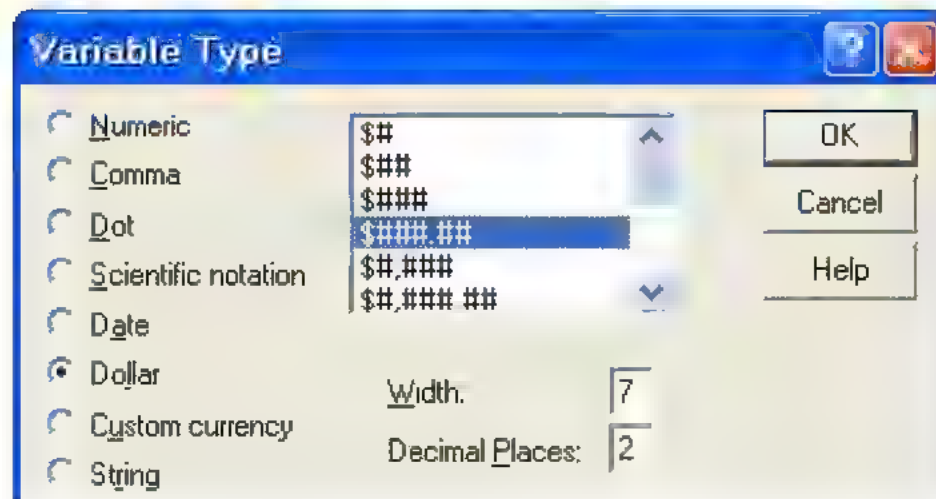 Variable Type
Numeric
Comma
Dot
Scientific notation
Date
Dollar
Custom currency
String
$#
$##
$###
$###.##
$#,###
$#,###.##
Width: 7
Decimal Places: 2
OK
Cancel
Help